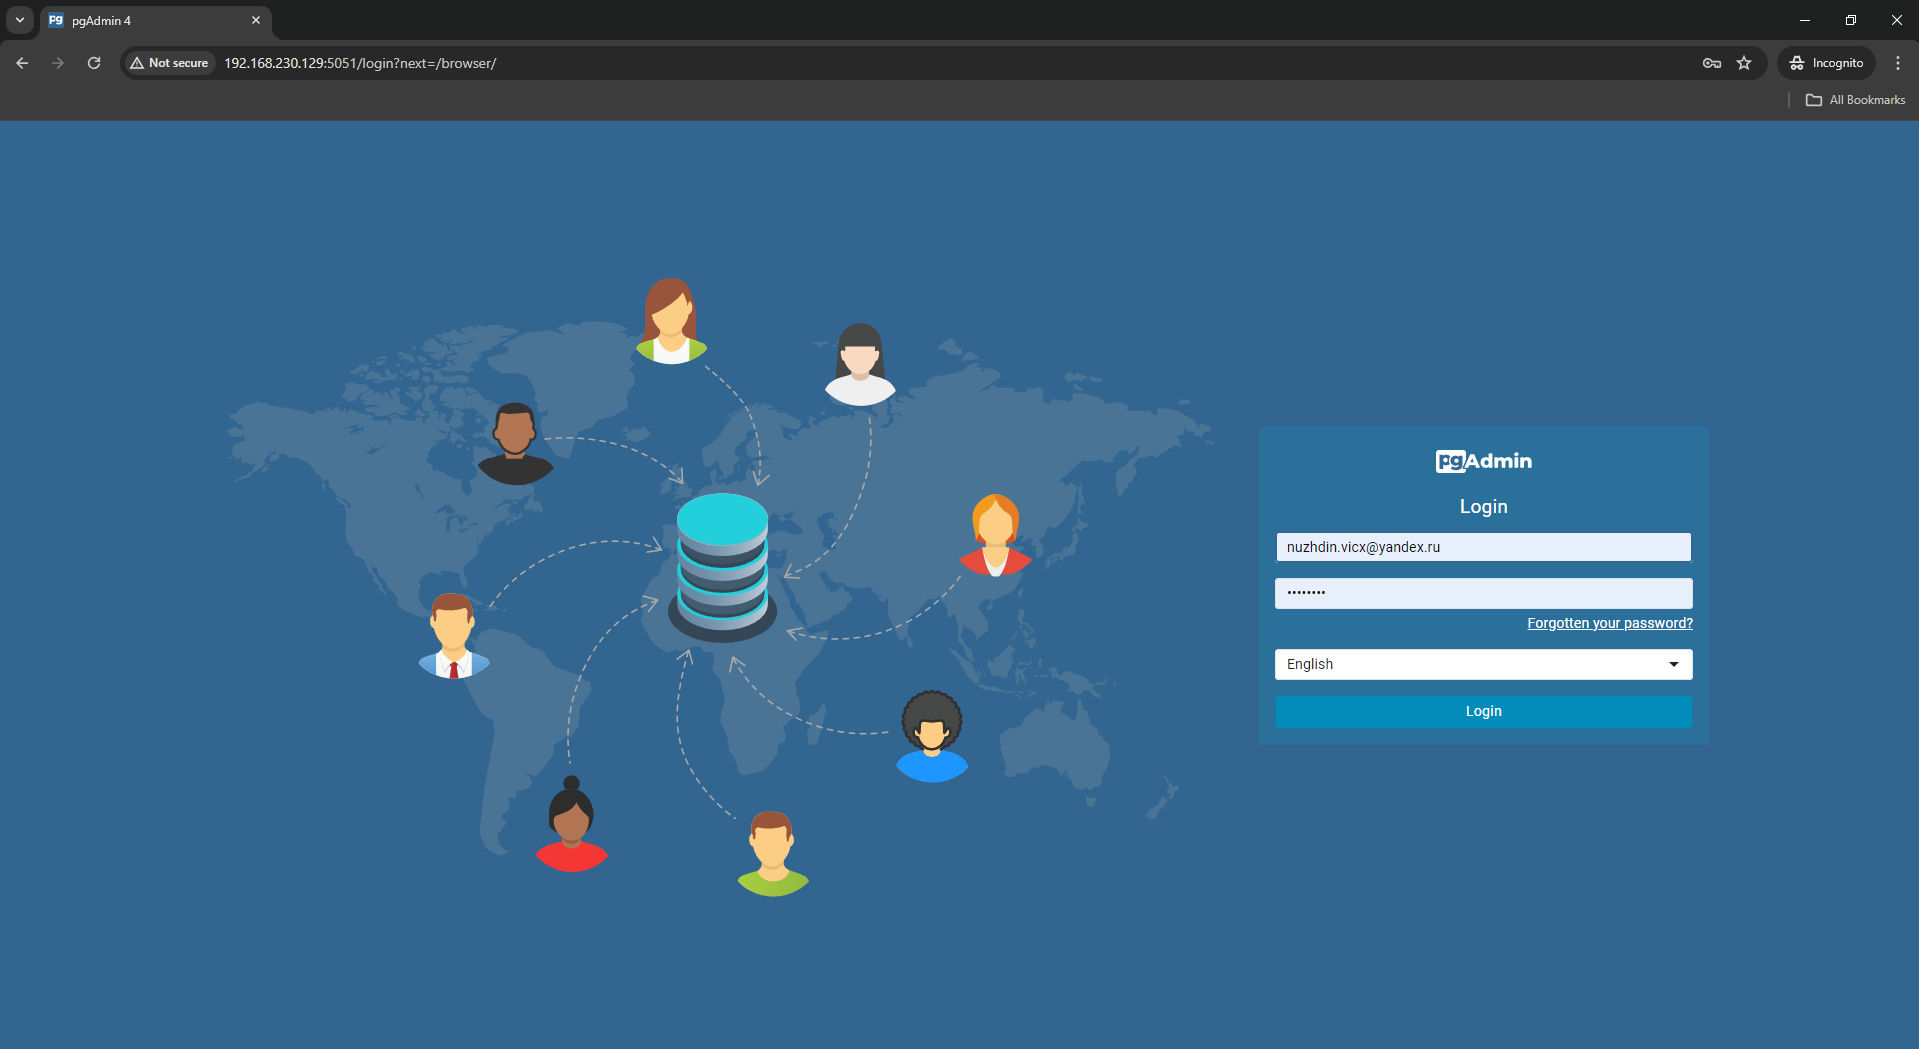 pg pgAdmin 4
Not secure 192.168.230.129:5051/login?next=/browser/
Incognito
All Bookmarks
pgAdmin
Login
nuzhdin.vicx@yandex.ru
••••••••
Forgotten your password?
English
Login